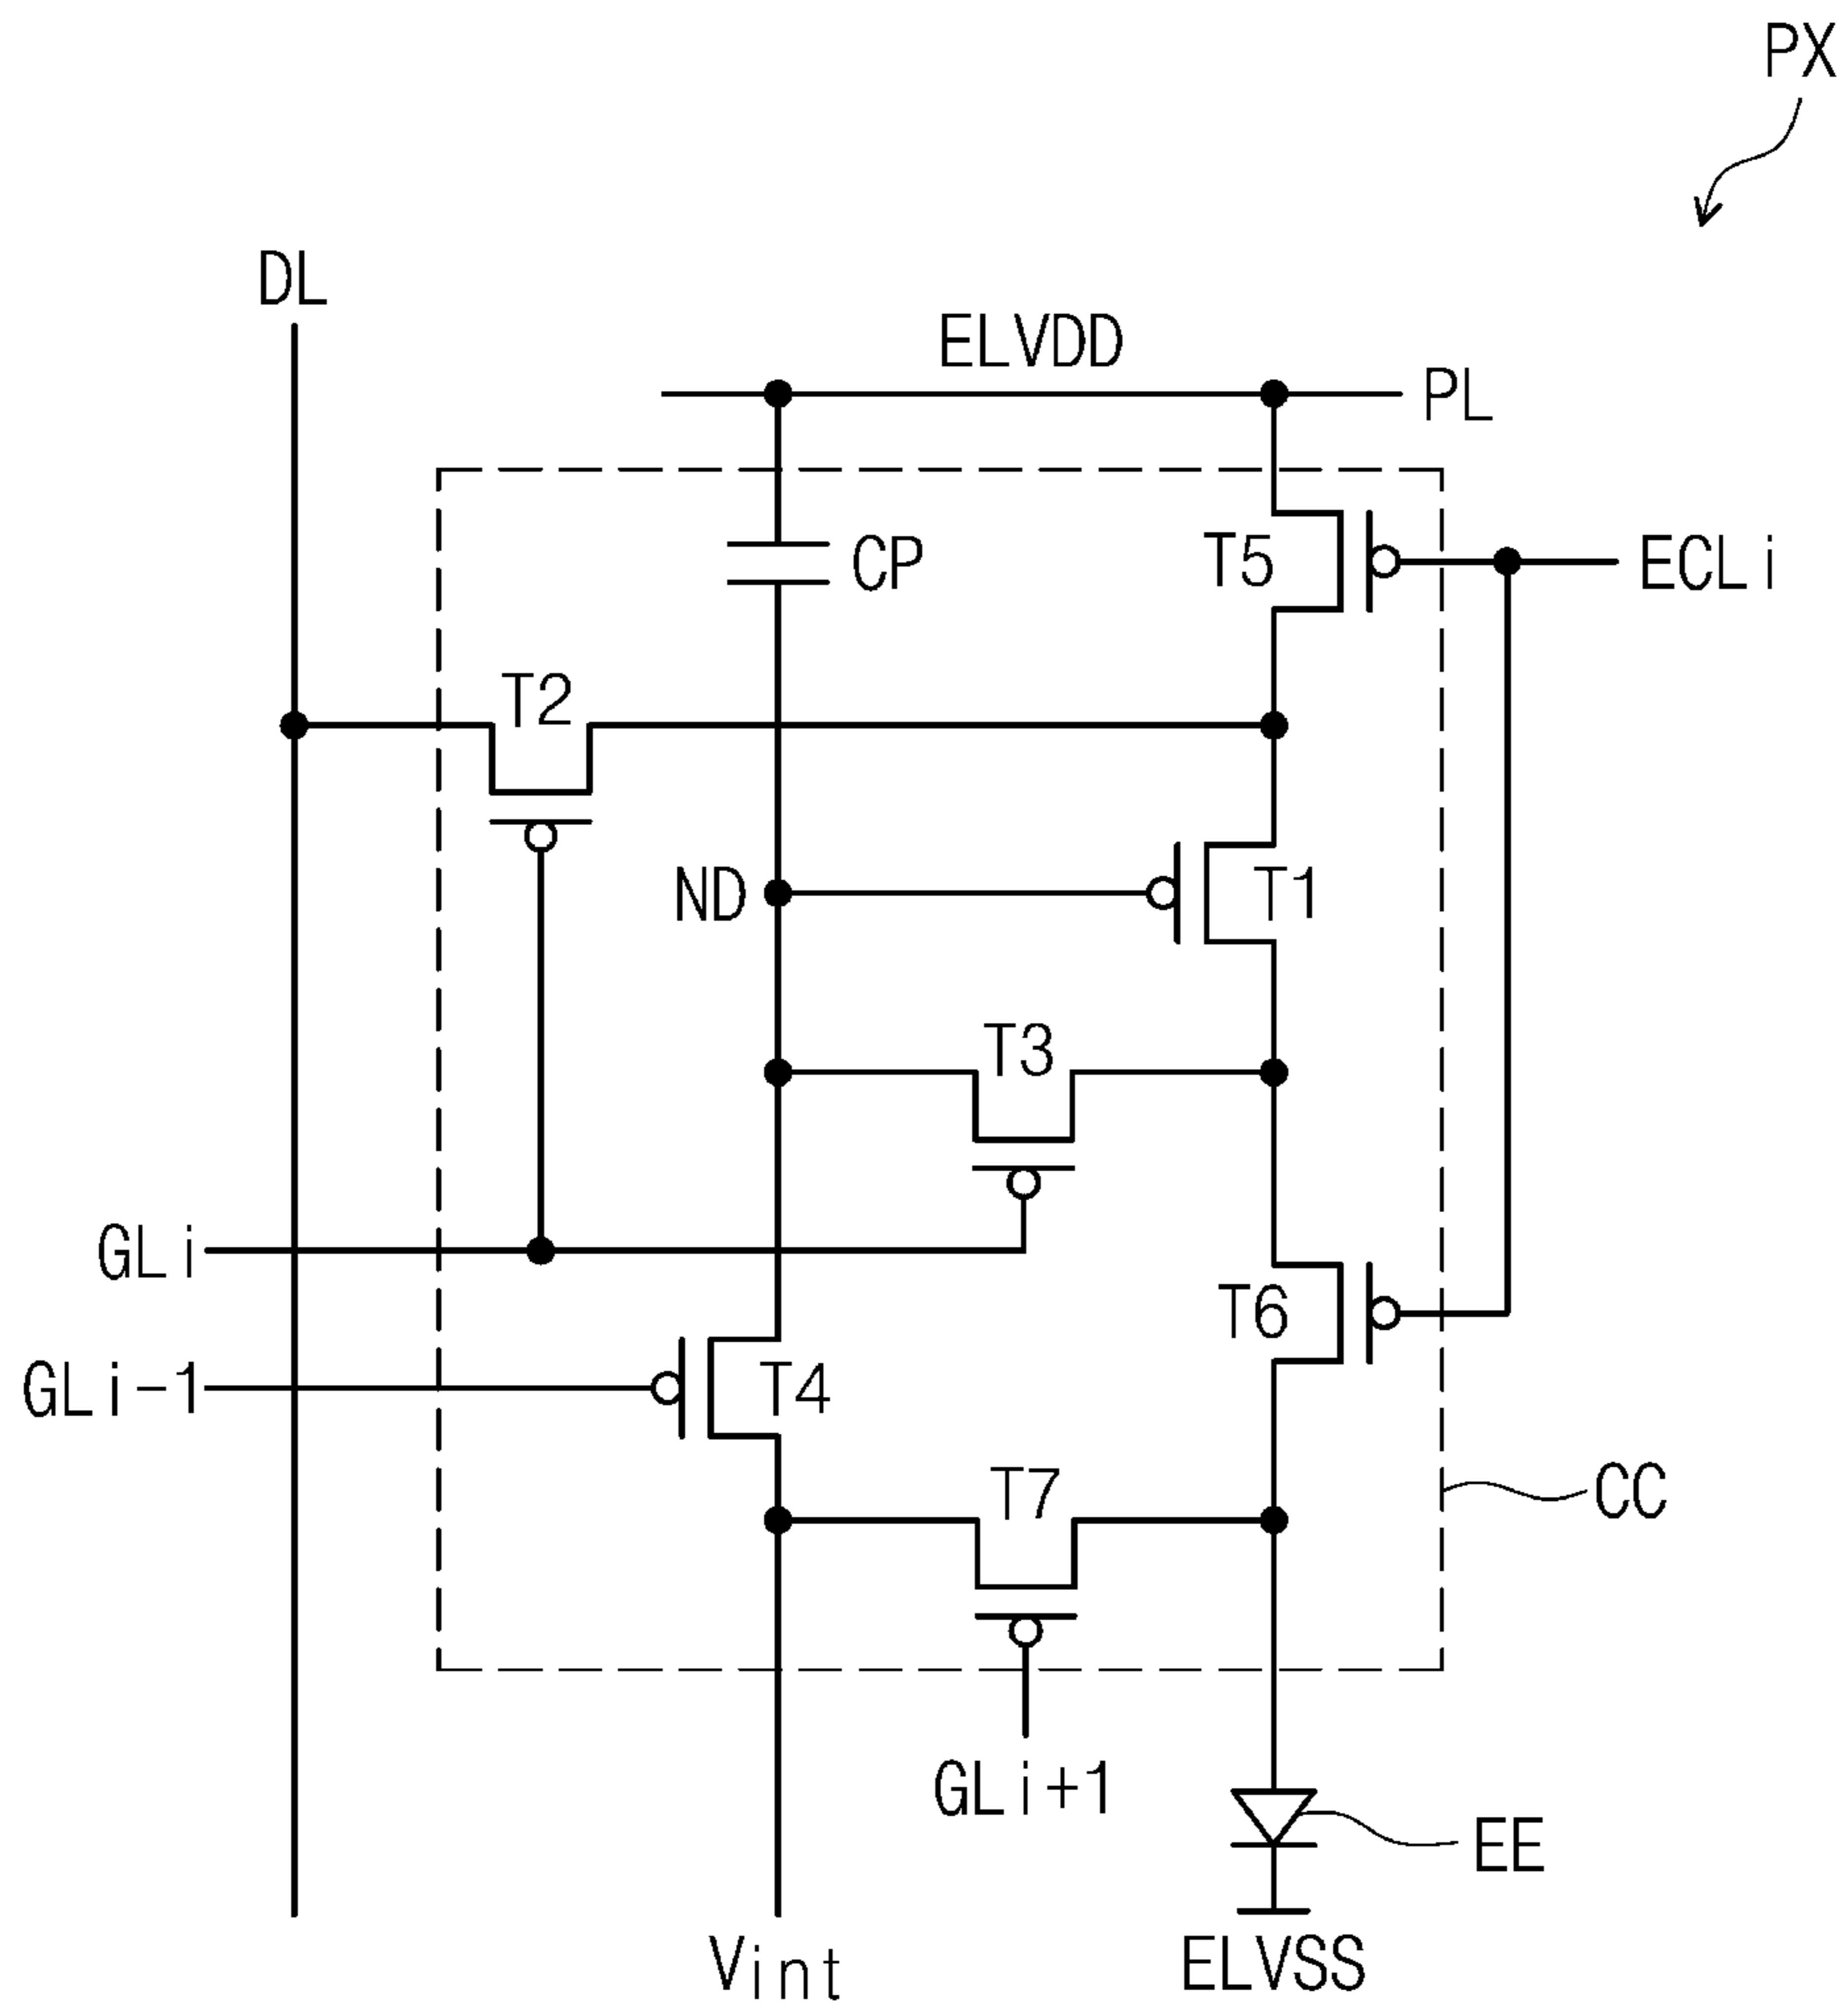 PX
DL
ELVDD
PL
T5
CP
ECLi
T2
ND
T1
T3
GLi
T6
GLi-1
T4
T7
CC
GLi+1
EE
Vint
ELVSS